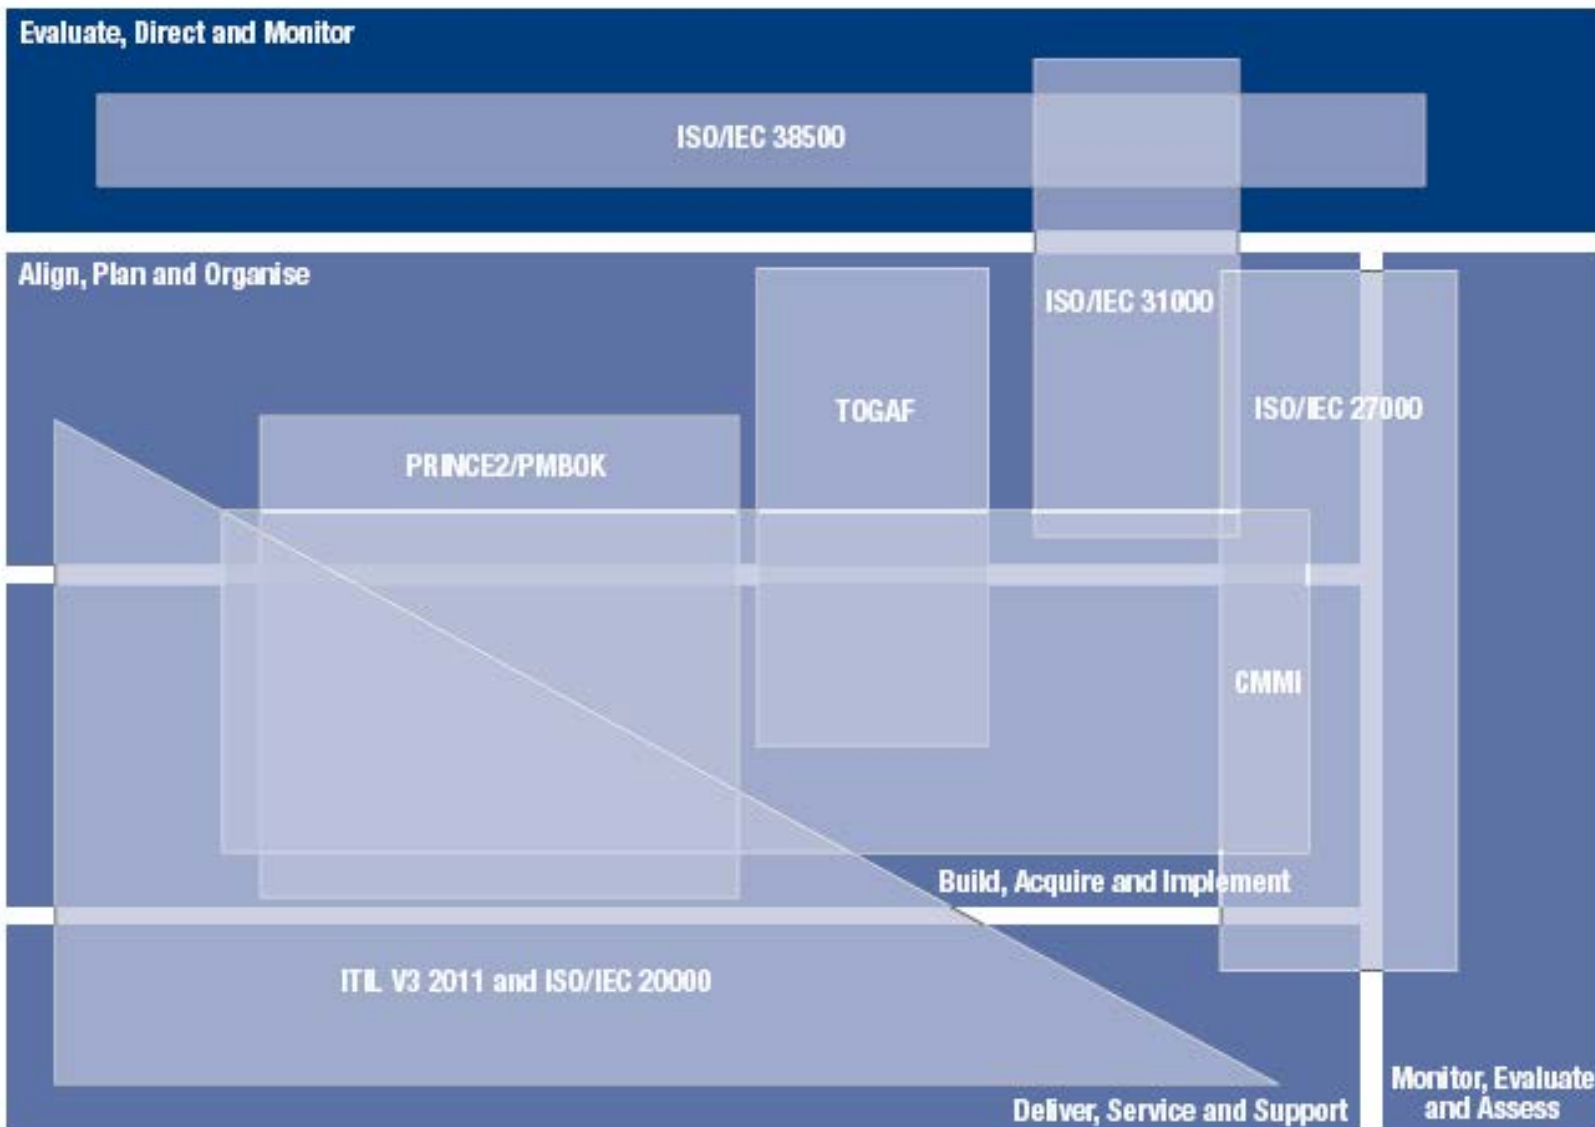 Evaluate, Direct and Monitor
ISO/IEC 38500
Align, Plan and Organise
ISO/IEC 31000
TOGAF
ISO/IEC 27000
PRINCE2/PMBOK
CMMI
Build, Acquire and Implement
ITIL V3 2011 and ISO/IEC 20000
Deliver, Service and Support
Monitor, Evaluate
and Assess